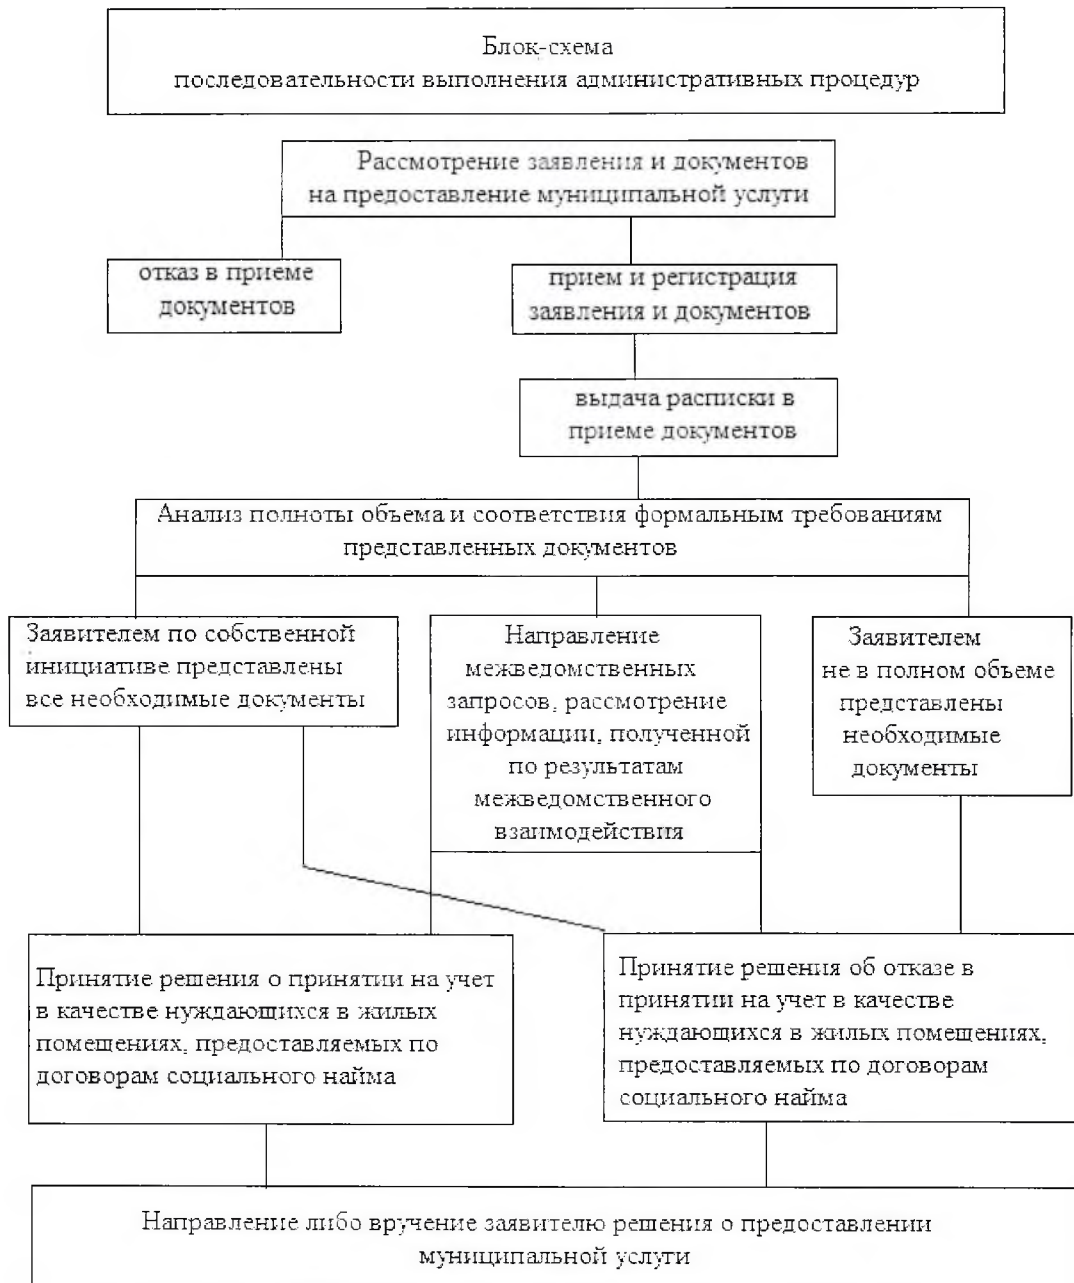 Блок-схема
последовательности выполнения административных процедур
Рассмотрение заявления и документов
на предоставление муниципальной услуги
отказ в приеме
документов
прием и регистрация
заявления и документов
выдача расписки в
приеме документов
Анализ полноты объема и соответствия формальным требованиям
представленных документов
Заявителем по собственной
инициативе представлены
все необходимые документы
Направление
межведомственных
запросов, рассмотрение
информации, полученной
по результатам
межведомственного
взаимодействия
Заявителем
не в полном объеме
представлены
необходимые
документы
Принятие решения о принятии на учет
в качестве нуждающихся в жилых
помещениях, предоставляемых по
договорам социального найма
Принятие решения об отказе в
принятии на учет в качестве
нуждающихся в жилых помещениях,
предоставляемых по договорам
социального найма
Направление либо вручение заявителю решения о предоставлении
муниципальной услуги